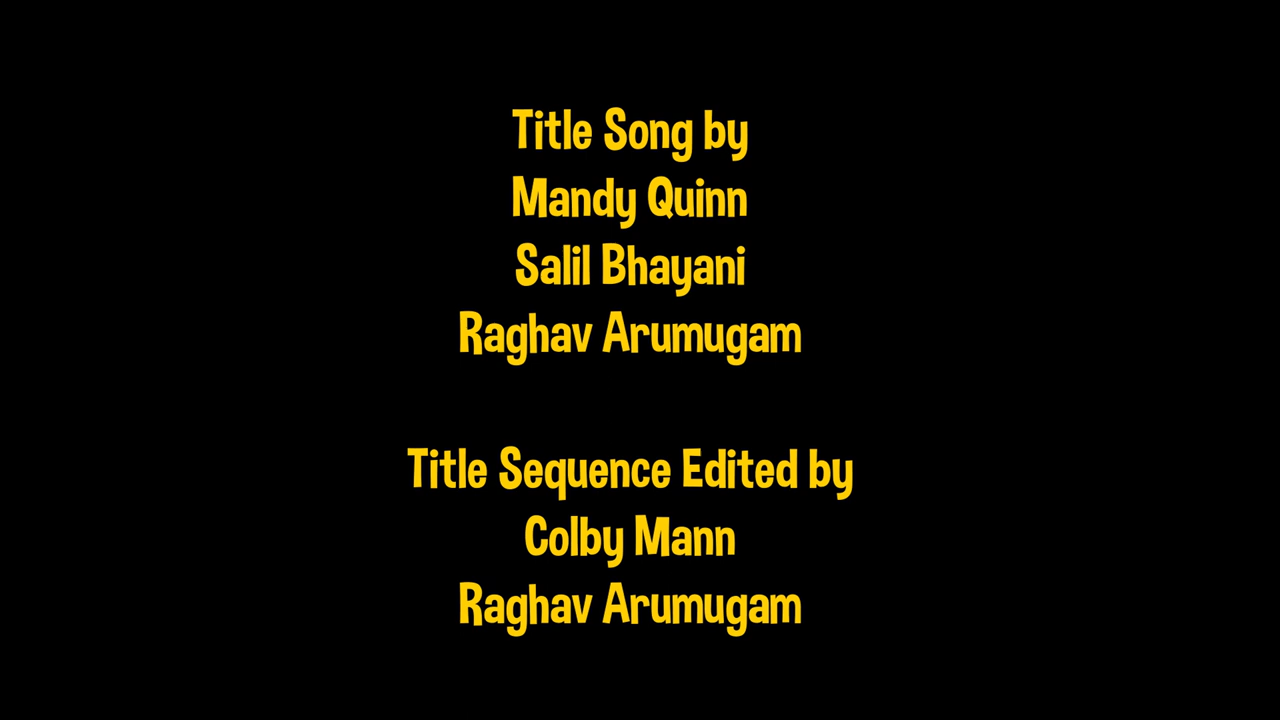 Title Song by
Mandy Quinn
Salil Bhayani
Raghav Arumugam
Title Sequence Edited by
Colby Mann
Raghav Arumugam